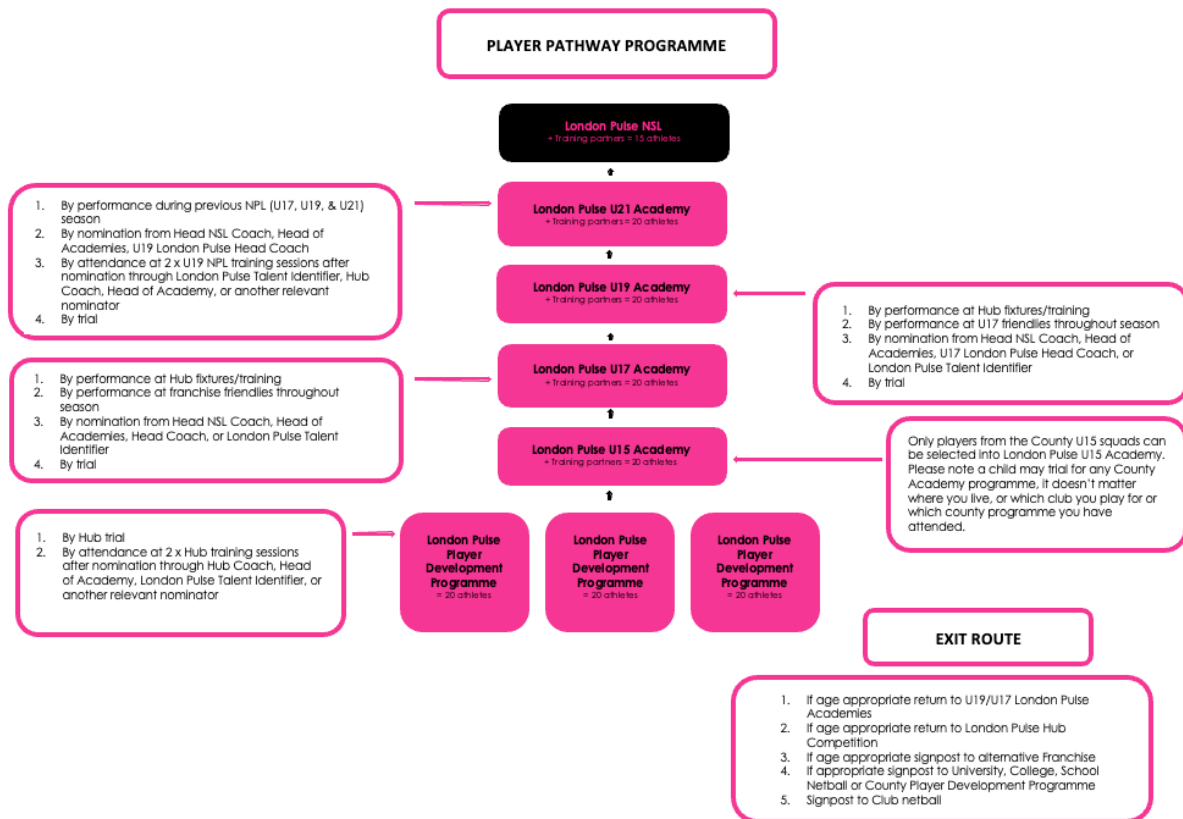 PLAYER PATHWAY PROGRAMME
London Pulse NSL
+ Training partners = 15 athletes
1. By performance during previous NPL (U17, U19, & U21)
season
2. By nomination from Head NSL Coach, Head of
Academies, U19 London Pulse Head Coach
3. By attendance at 2 x U19 NPL training sessions after
nomination through London Pulse Talent Identifier, Hub
Coach, Head of Academy, or another relevant
nominator
4. By trial
London Pulse U21 Academy
+ Training partners = 20 athletes
London Pulse U19 Academy
+ Training partners = 20 athletes
1. By performance at Hub fixtures/training
2. By performance at U17 friendlies throughout season
3. By nomination from Head NSL Coach, Head of
Academies, U17 London Pulse Head Coach, or
London Pulse Talent Identifier
4. By trial
1. By performance at Hub fixtures/training
2. By performance at franchise friendlies throughout
season
3. By nomination from Head NSL Coach, Head of
Academies, Head Coach, or London Pulse Talent
Identifier
4. By trial
London Pulse U17 Academy
+ Training partners = 20 athletes
London Pulse U15 Academy
+ Training partners = 20 athletes
Only players from the County U15 squads can
be selected into London Pulse U15 Academy.
Please note a child may trial for any County
Academy programme, it doesn't matter
where you live, or which club you play for or
which county programme you have
attended.
1. By Hub trial
2. By attendance at 2 x Hub training sessions
after nomination through Hub Coach, Head
of Academy, London Pulse Talent Identifier, or
another relevant nominator
London Pulse
Player
Development
Programme
= 20 athletes
London Pulse
Player
Development
Programme
= 20 athletes
London Pulse
Player
Development
Programme
= 20 athletes
EXIT ROUTE
1. If age appropriate return to U19/U17 London Pulse
Academies
2. If age appropriate return to London Pulse Hub
Competition
3. If age appropriate signpost to alternative Franchise
4. If appropriate signpost to University, College, School
Netball or County Player Development Programme
5. Signpost to Club netball